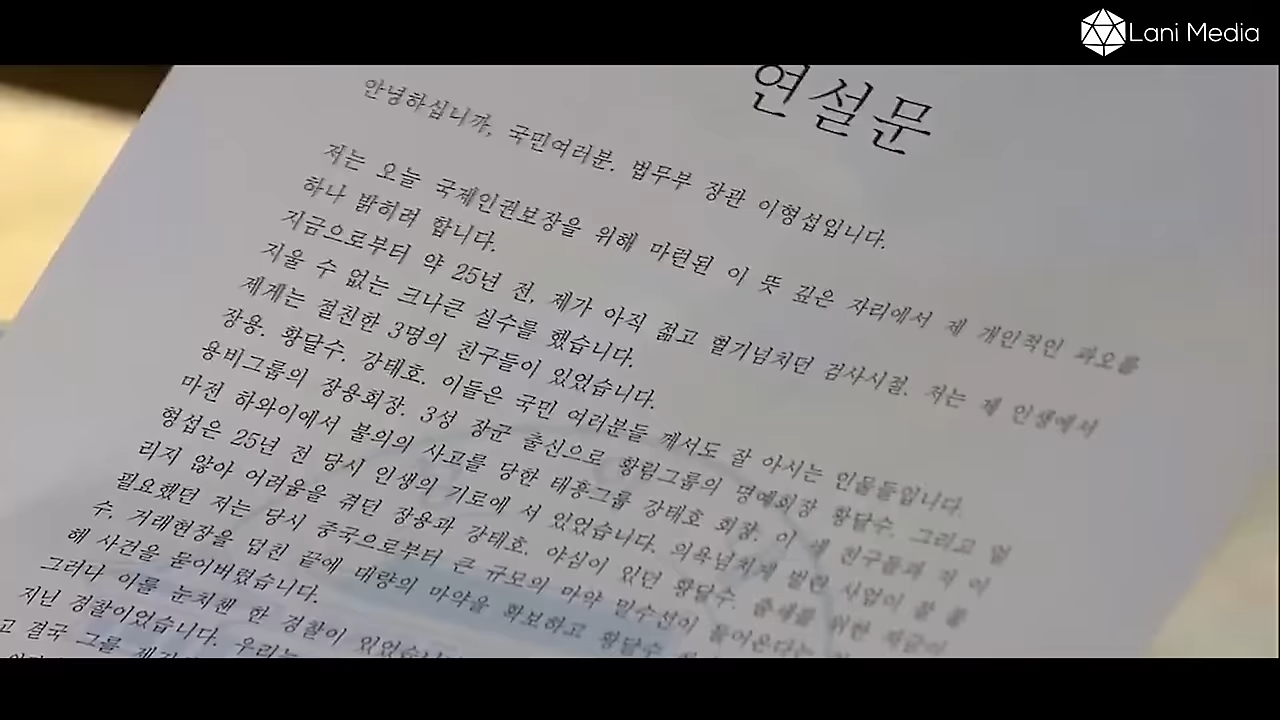 Lani Media
연설문
안녕하십니까, 국민여러분. 법무부 장관 이형섭입니다.
저는 오늘 국제인권보장을 위해 마련된 이 뜻 깊은 자리에서 제 개인적인 과오를
하나 밝히려 합니다.
지금으로부터 약 25년 전, 제가 아직 젊고 혈기넘치던 검사시절. 저는 제 인생에서
지울 수 없는 크나큰 실수를 했습니다.
제게는 절친한 3명의 친구들이 있었습니다.
장용. 황달수. 강태호. 이들은 국민 여러분들 께서도 잘 아시는 인물들입니다.
용비그룹의 장용회장. 3성 장군 출신으로 황림그룹의 명예회장 황달수. 그리고 얼
마전 하와이에서 불의의 사고를 당한 태흥그룹 강태호 회장. 이 세 친구들과 저 이
형섭은 25년 전 당시 인생의 기로에 서 있었습니다. 의욕넘치게 벌린 사업이 잘 풀
리지 않아 어려움을 겪던 장용과 강태호. 야심이 있던 황달수. 출세를 위한 자금이
필요했던 저는 당시 중국으로부터 큰 규모의 마약 밀수선이 들어온다는
수. 거래현장을 덥친 끝에 대량의 마약을 확보하고 황달수
해 사건을 묻어버렸습니다.
그러나 이를 눈치챈 한 경찰이 있었습니다
지닌 경찰이었습니다. 우리는
고 결국 그를